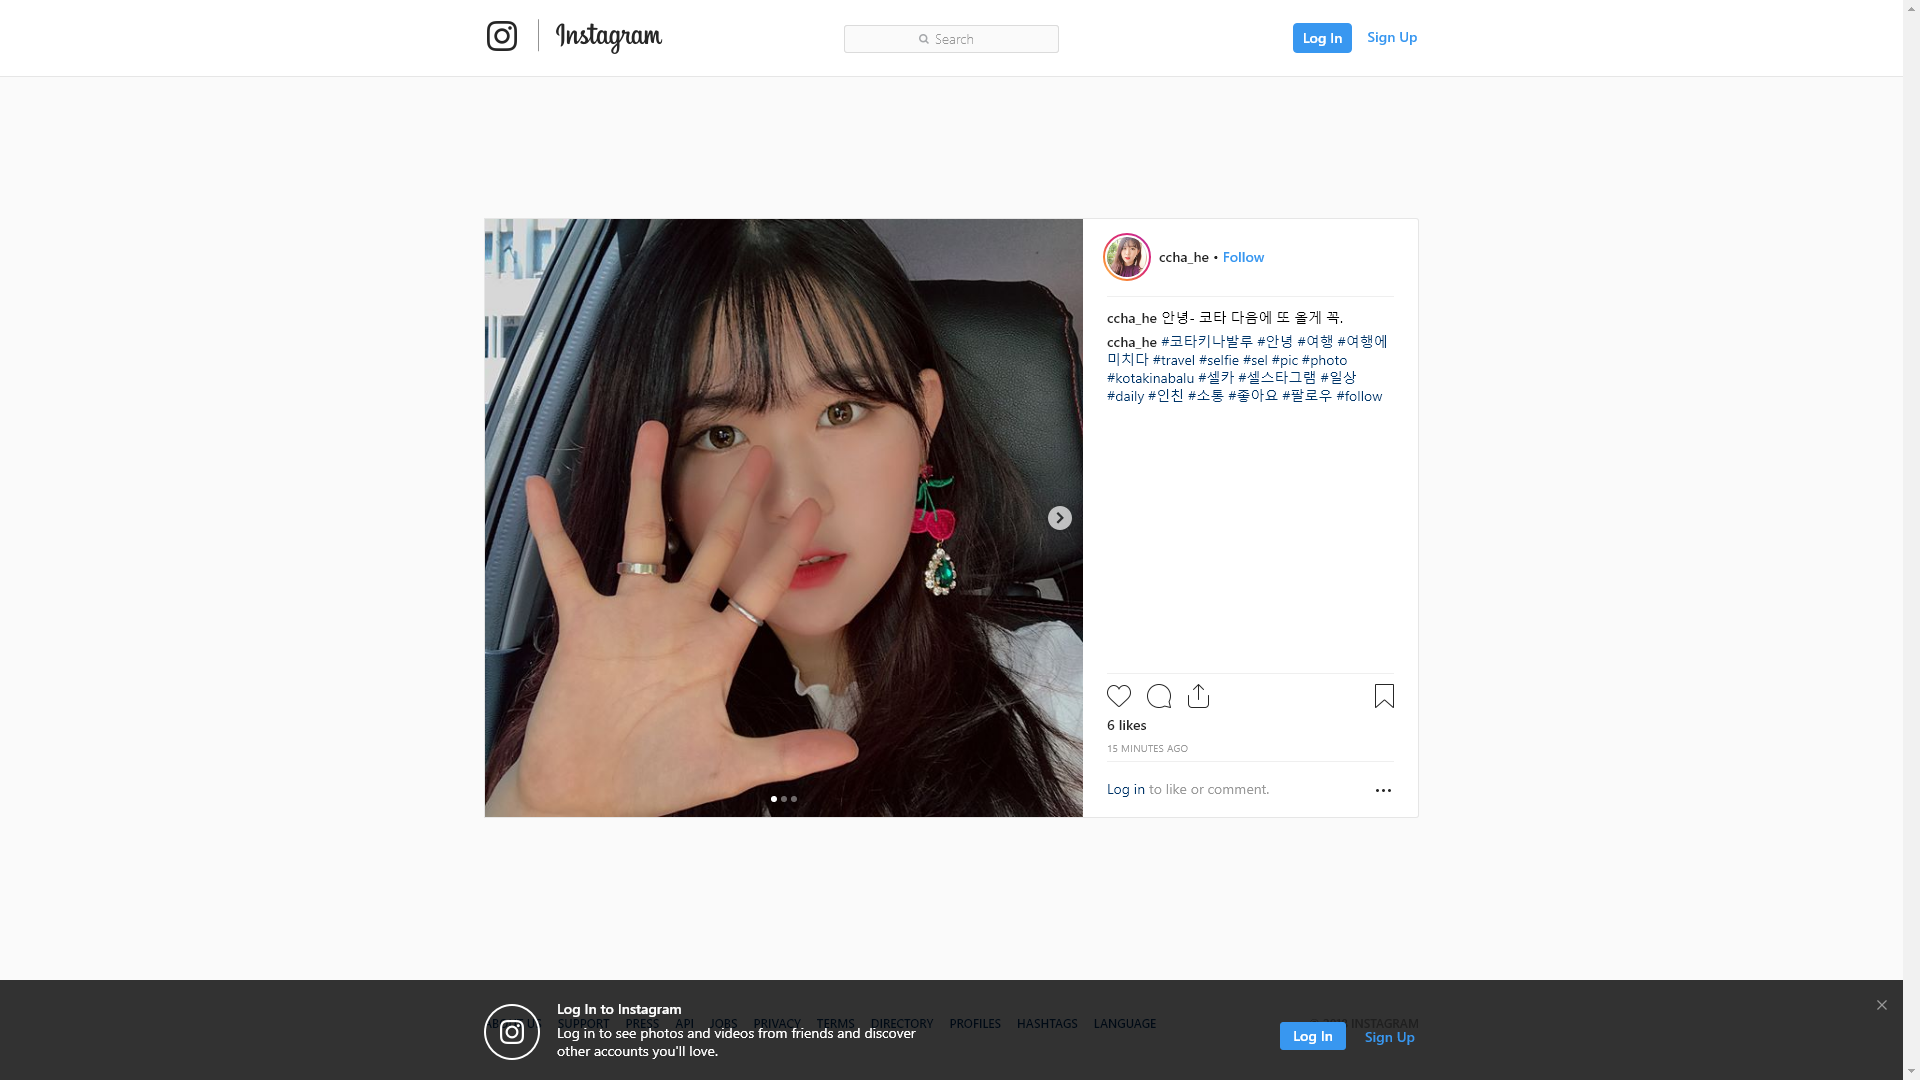 Instagram
Search
Log In
Sign Up
ccha_he • Follow
ccha_he 안녕- 코타 다음에 또 올게 꼭.
ccha_he #코타키나발루 #안녕 #여행 #여행에
미치다 #travel #selfie #sel #pic #photo
#kotakinabalu #셀카 #셀스타그램 #일상
#daily #인친 #소통 #좋아요 #팔로우 #follow
6 likes
15 MINUTES AGO
Log in to like or comment.
Log In to Instagram
SUPPORT PRESS API JOBS PRIVACY TERMS DIRECTORY PROFILES HASHTAGS LANGUAGE
INSTAGRAM
Log in to see photos and videos from friends and discover
other accounts you'll love.
Log In
Sign Up